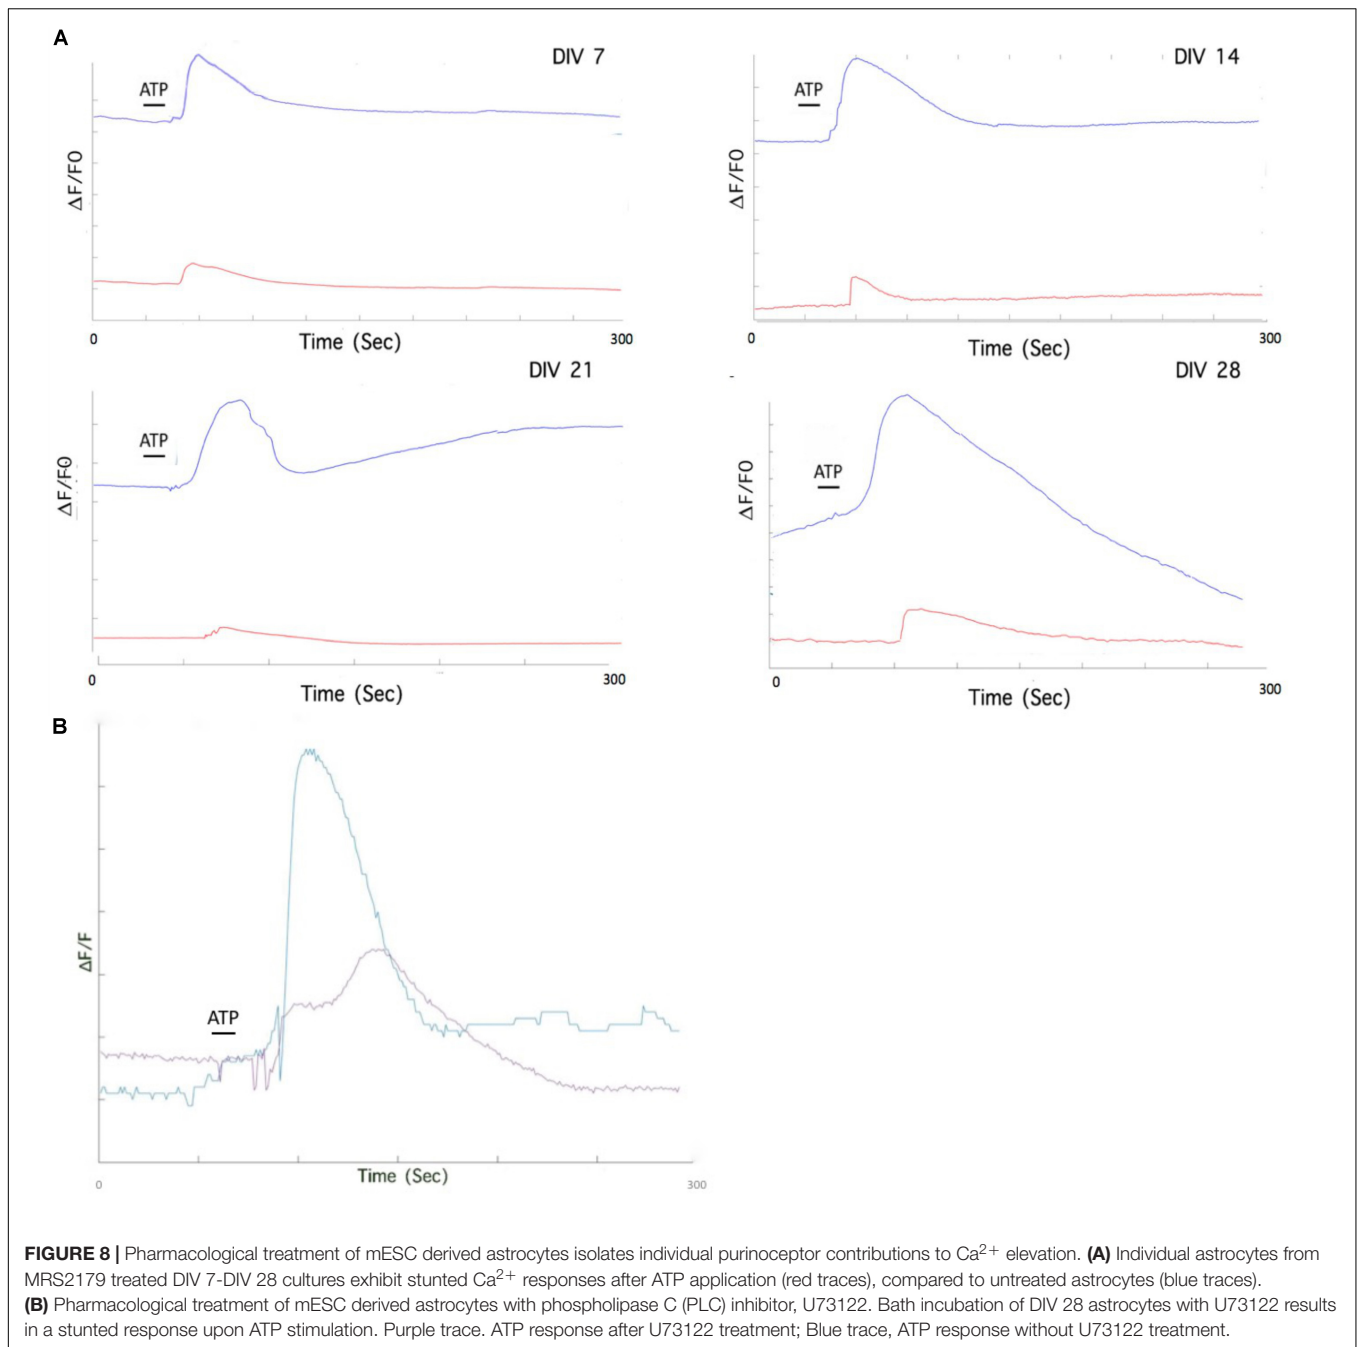 A
DIV 7
ATP
ΔF/F0
0
Time (Sec)
300
DIV 14
ATP
ΔF/F0
0
Time (Sec)
300
DIV 21
ATP
ΔF/F0
0
Time (Sec)
300
DIV 28
ATP
ΔF/F0
0
Time (Sec)
300
B
ΔF/F
ATP
0
Time (Sec)
300
FIGURE 8 | Pharmacological treatment of mESC derived astrocytes isolates individual purinoceptor contributions to Ca2+ elevation. (A) Individual astrocytes from
MRS2179 treated DIV 7-DIV 28 cultures exhibit stunted Ca2+ responses after ATP application (red traces), compared to untreated astrocytes (blue traces).
(B) Pharmacological treatment of mESC derived astrocytes with phospholipase C (PLC) inhibitor, U73122. Bath incubation of DIV 28 astrocytes with U73122 results
in a stunted response upon ATP stimulation. Purple trace. ATP response after U73122 treatment; Blue trace, ATP response without U73122 treatment.